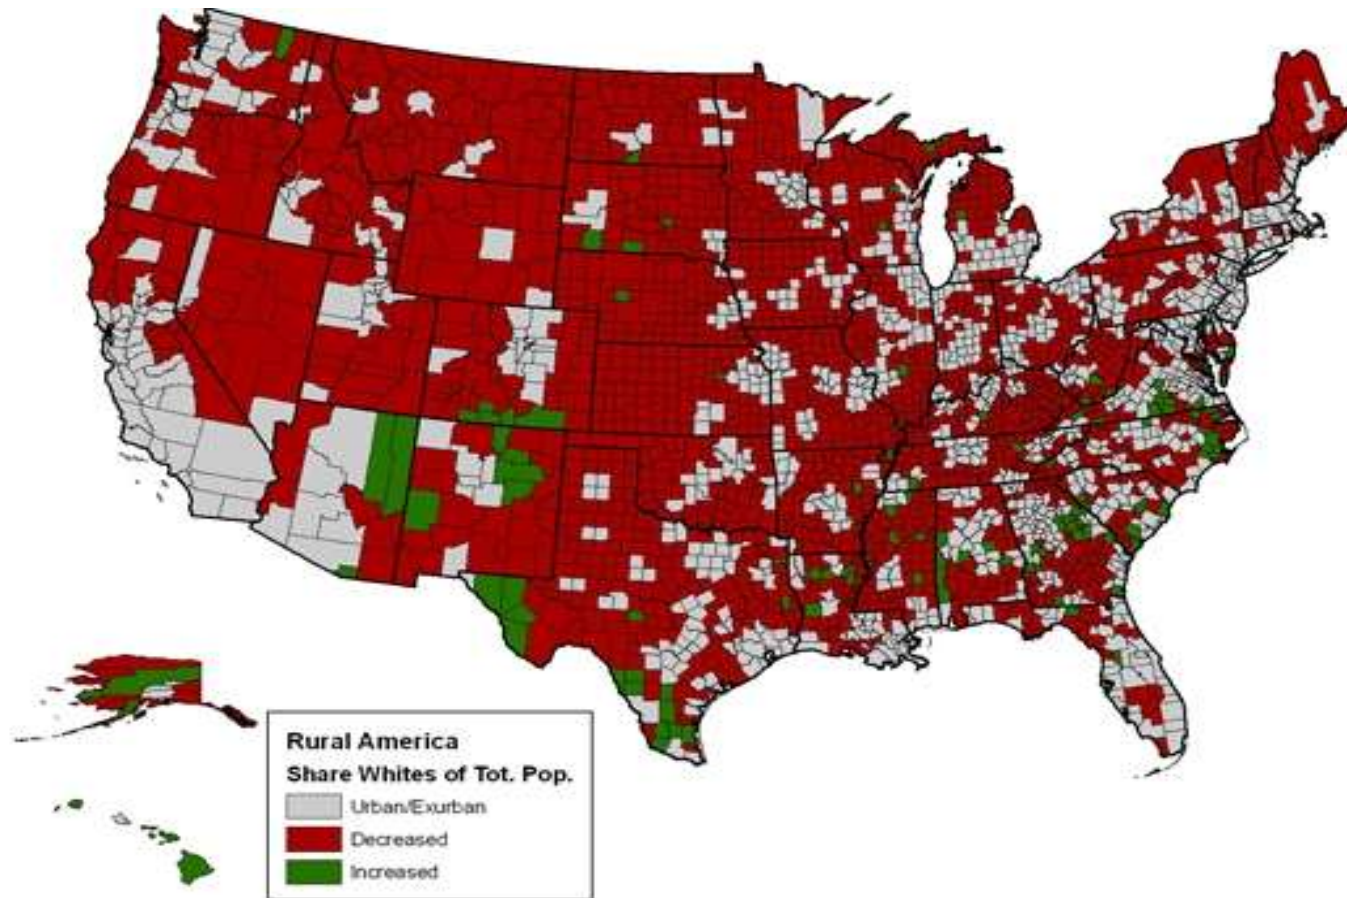 Rural America
Share Whites of Tot. Pop.
Urban/Exurban
Decreased
Increased